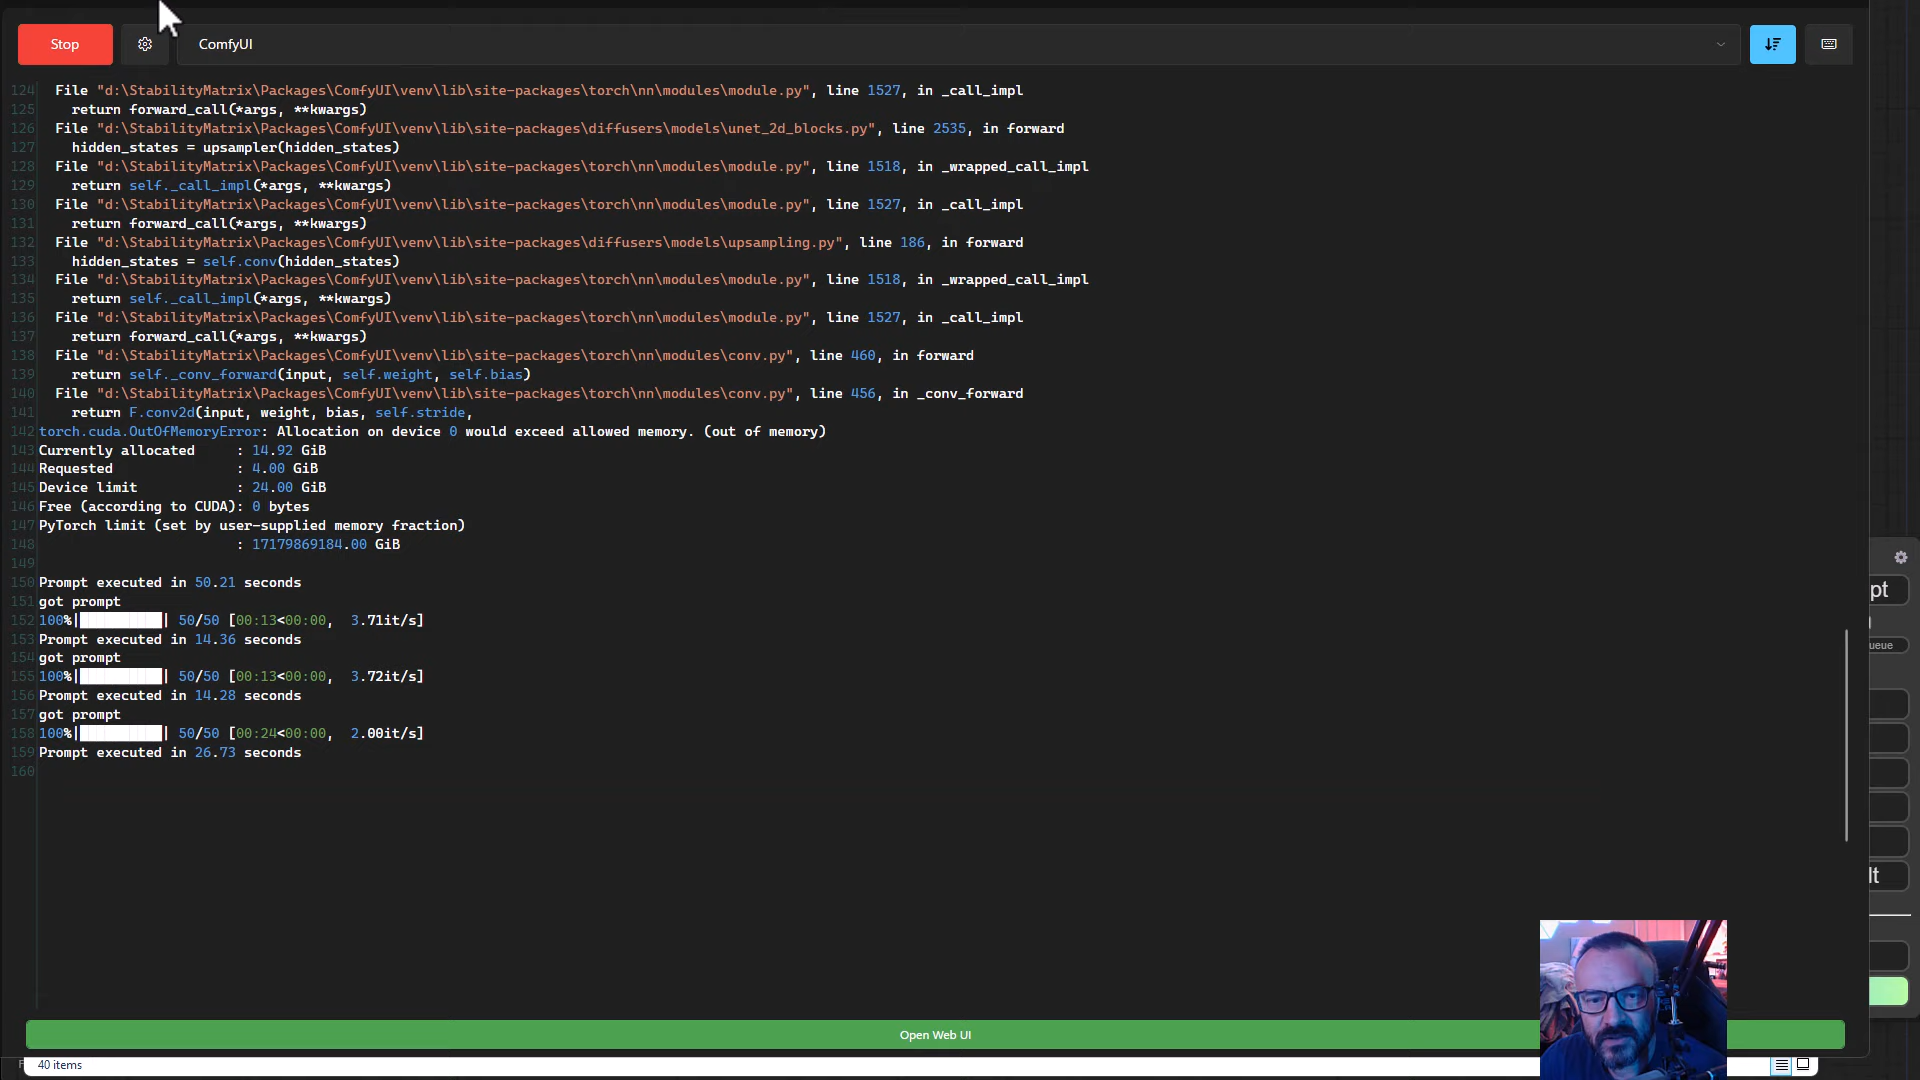 Stop
ComfyUI
124 File "d:\StabilityMatrix\Packages\ComfyUI\venv\lib\site-packages\torch\nn\modules\module.py", line 1527, in _call_impl
125 return forward_call(*args, **kwargs)
126 File "d:\StabilityMatrix\Packages\ComfyUI\venv\lib\site-packages\diffusers\models\unet_2d_blocks.py", line 2535, in forward
127 hidden_states = upsampler(hidden_states)
128 File "d:\StabilityMatrix\Packages\ComfyUI\venv\lib\site-packages\torch\nn\modules\module.py", line 1518, in _wrapped_call_impl
129 return self._call_impl(*args, **kwargs)
130 File "d:\StabilityMatrix\Packages\ComfyUI\venv\lib\site-packages\torch\nn\modules\module.py", line 1527, in _call_impl
131 return forward_call(*args, **kwargs)
132 File "d:\StabilityMatrix\Packages\ComfyUI\venv\lib\site-packages\diffusers\models\upsampling.py", line 186, in forward
133 hidden_states = self.conv(hidden_states)
134 File "d:\StabilityMatrix\Packages\ComfyUI\venv\lib\site-packages\torch\nn\modules\module.py", line 1518, in _wrapped_call_impl
135 return self._call_impl(*args, **kwargs)
136 File "d:\StabilityMatrix\Packages\ComfyUI\venv\lib\site-packages\torch\nn\modules\module.py", line 1527, in _call_impl
137 return forward_call(*args, **kwargs)
138 File "d:\StabilityMatrix\Packages\ComfyUI\venv\lib\site-packages\torch\nn\modules\conv.py", line 460, in forward
139 return self._conv_forward(input, self.weight, self.bias)
140 File "d:\StabilityMatrix\Packages\ComfyUI\venv\lib\site-packages\torch\nn\modules\conv.py", line 456, in _conv_forward
141 return F.conv2d(input, weight, bias, self.stride,
142 torch.cuda.OutOfMemoryError: Allocation on device 0 would exceed allowed memory. (out of memory)
143 Currently allocated : 14.92 GiB
144 Requested : 4.00 GiB
145 Device limit : 24.00 GiB
146 Free (according to CUDA): 0 bytes
147 PyTorch limit (set by user-supplied memory fraction)
148 : 17179869184.00 GiB
149
150 Prompt executed in 50.21 seconds
151 got prompt
152 100%|██████████| 50/50 [00:13<00:00, 3.71it/s]
153 Prompt executed in 14.36 seconds
154 got prompt
155 100%|██████████| 50/50 [00:13<00:00, 3.72it/s]
156 Prompt executed in 14.28 seconds
157 got prompt
158 100%|██████████| 50/50 [00:24<00:00, 2.00it/s]
159 Prompt executed in 26.73 seconds
160
pt
ueue
lt
Open Web UI
40 items